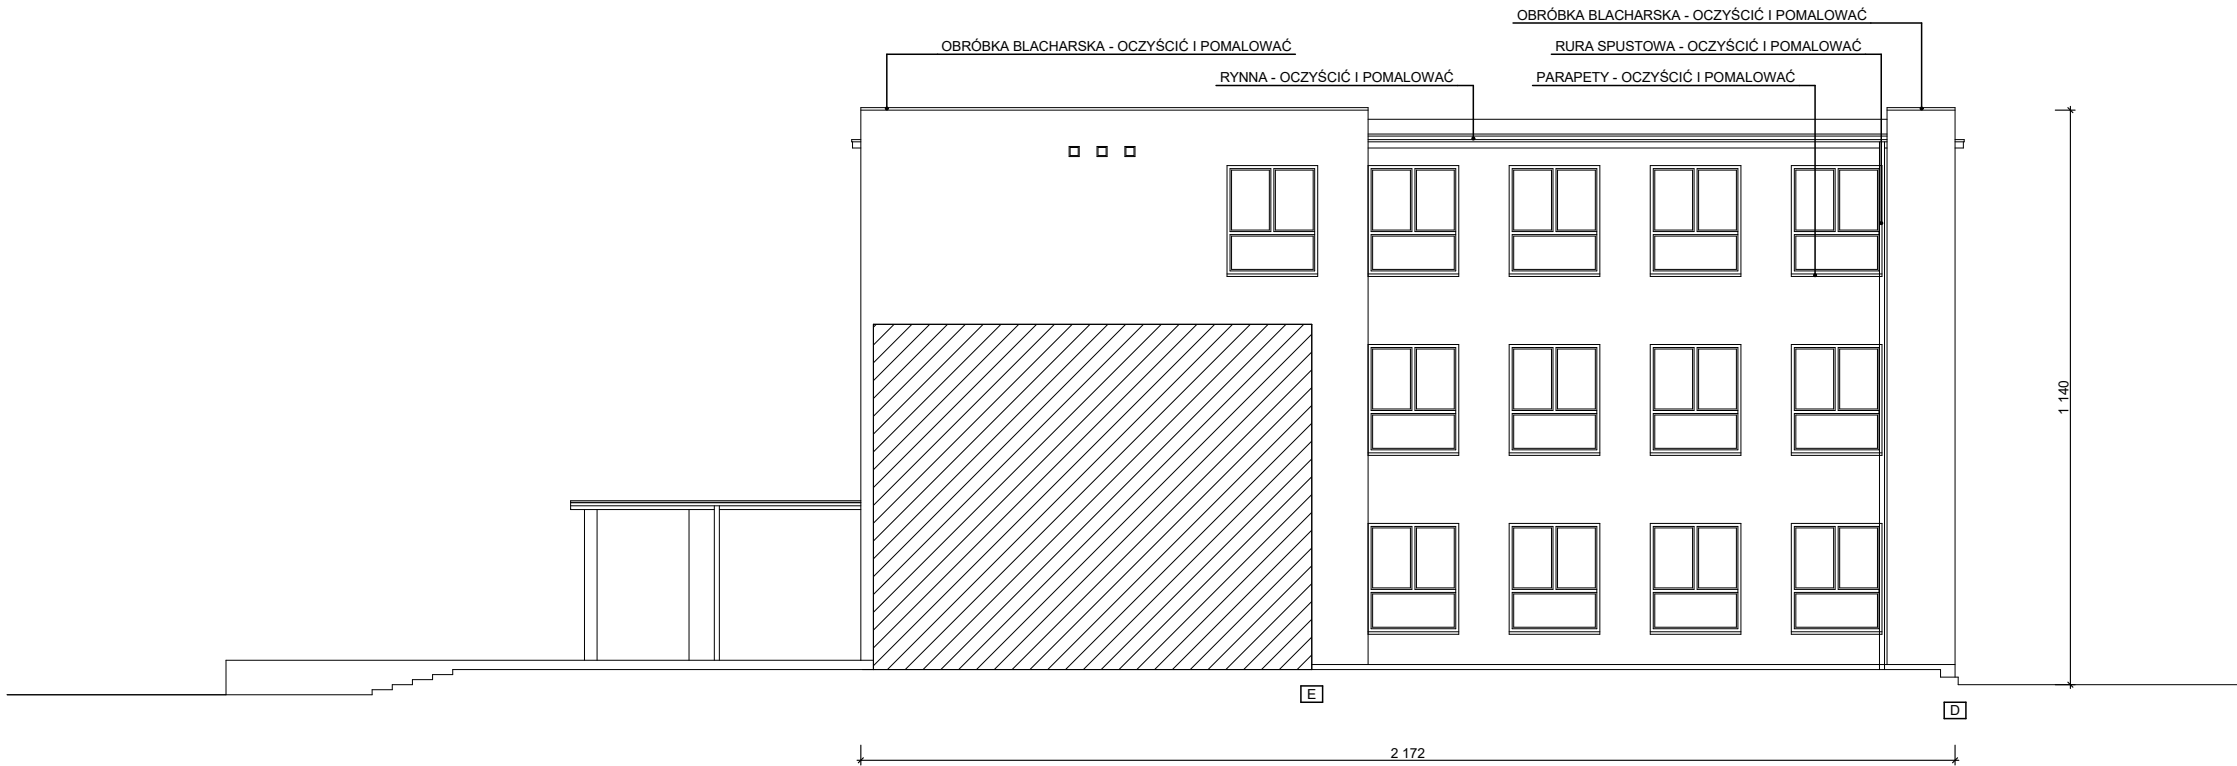 OBRÓBKA BLACHARSKA - OCZYŚCIĆ I POMALOWAĆ
OBRÓBKA BLACHARSKA - OCZYŚCIĆ I POMALOWAĆ
RURA SPUSTOWA - OCZYŚCIĆ I POMALOWAĆ
RYNNA - OCZYŚCIĆ I POMALOWAĆ
PARAPETY - OCZYŚCIĆ I POMALOWAĆ
1 140
E
D
2 172